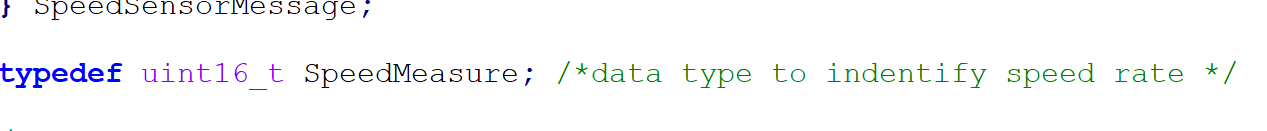 } SpeedSensorMessage;
typedef uint16_t SpeedMeasure; /*data type to indentify speed rate */